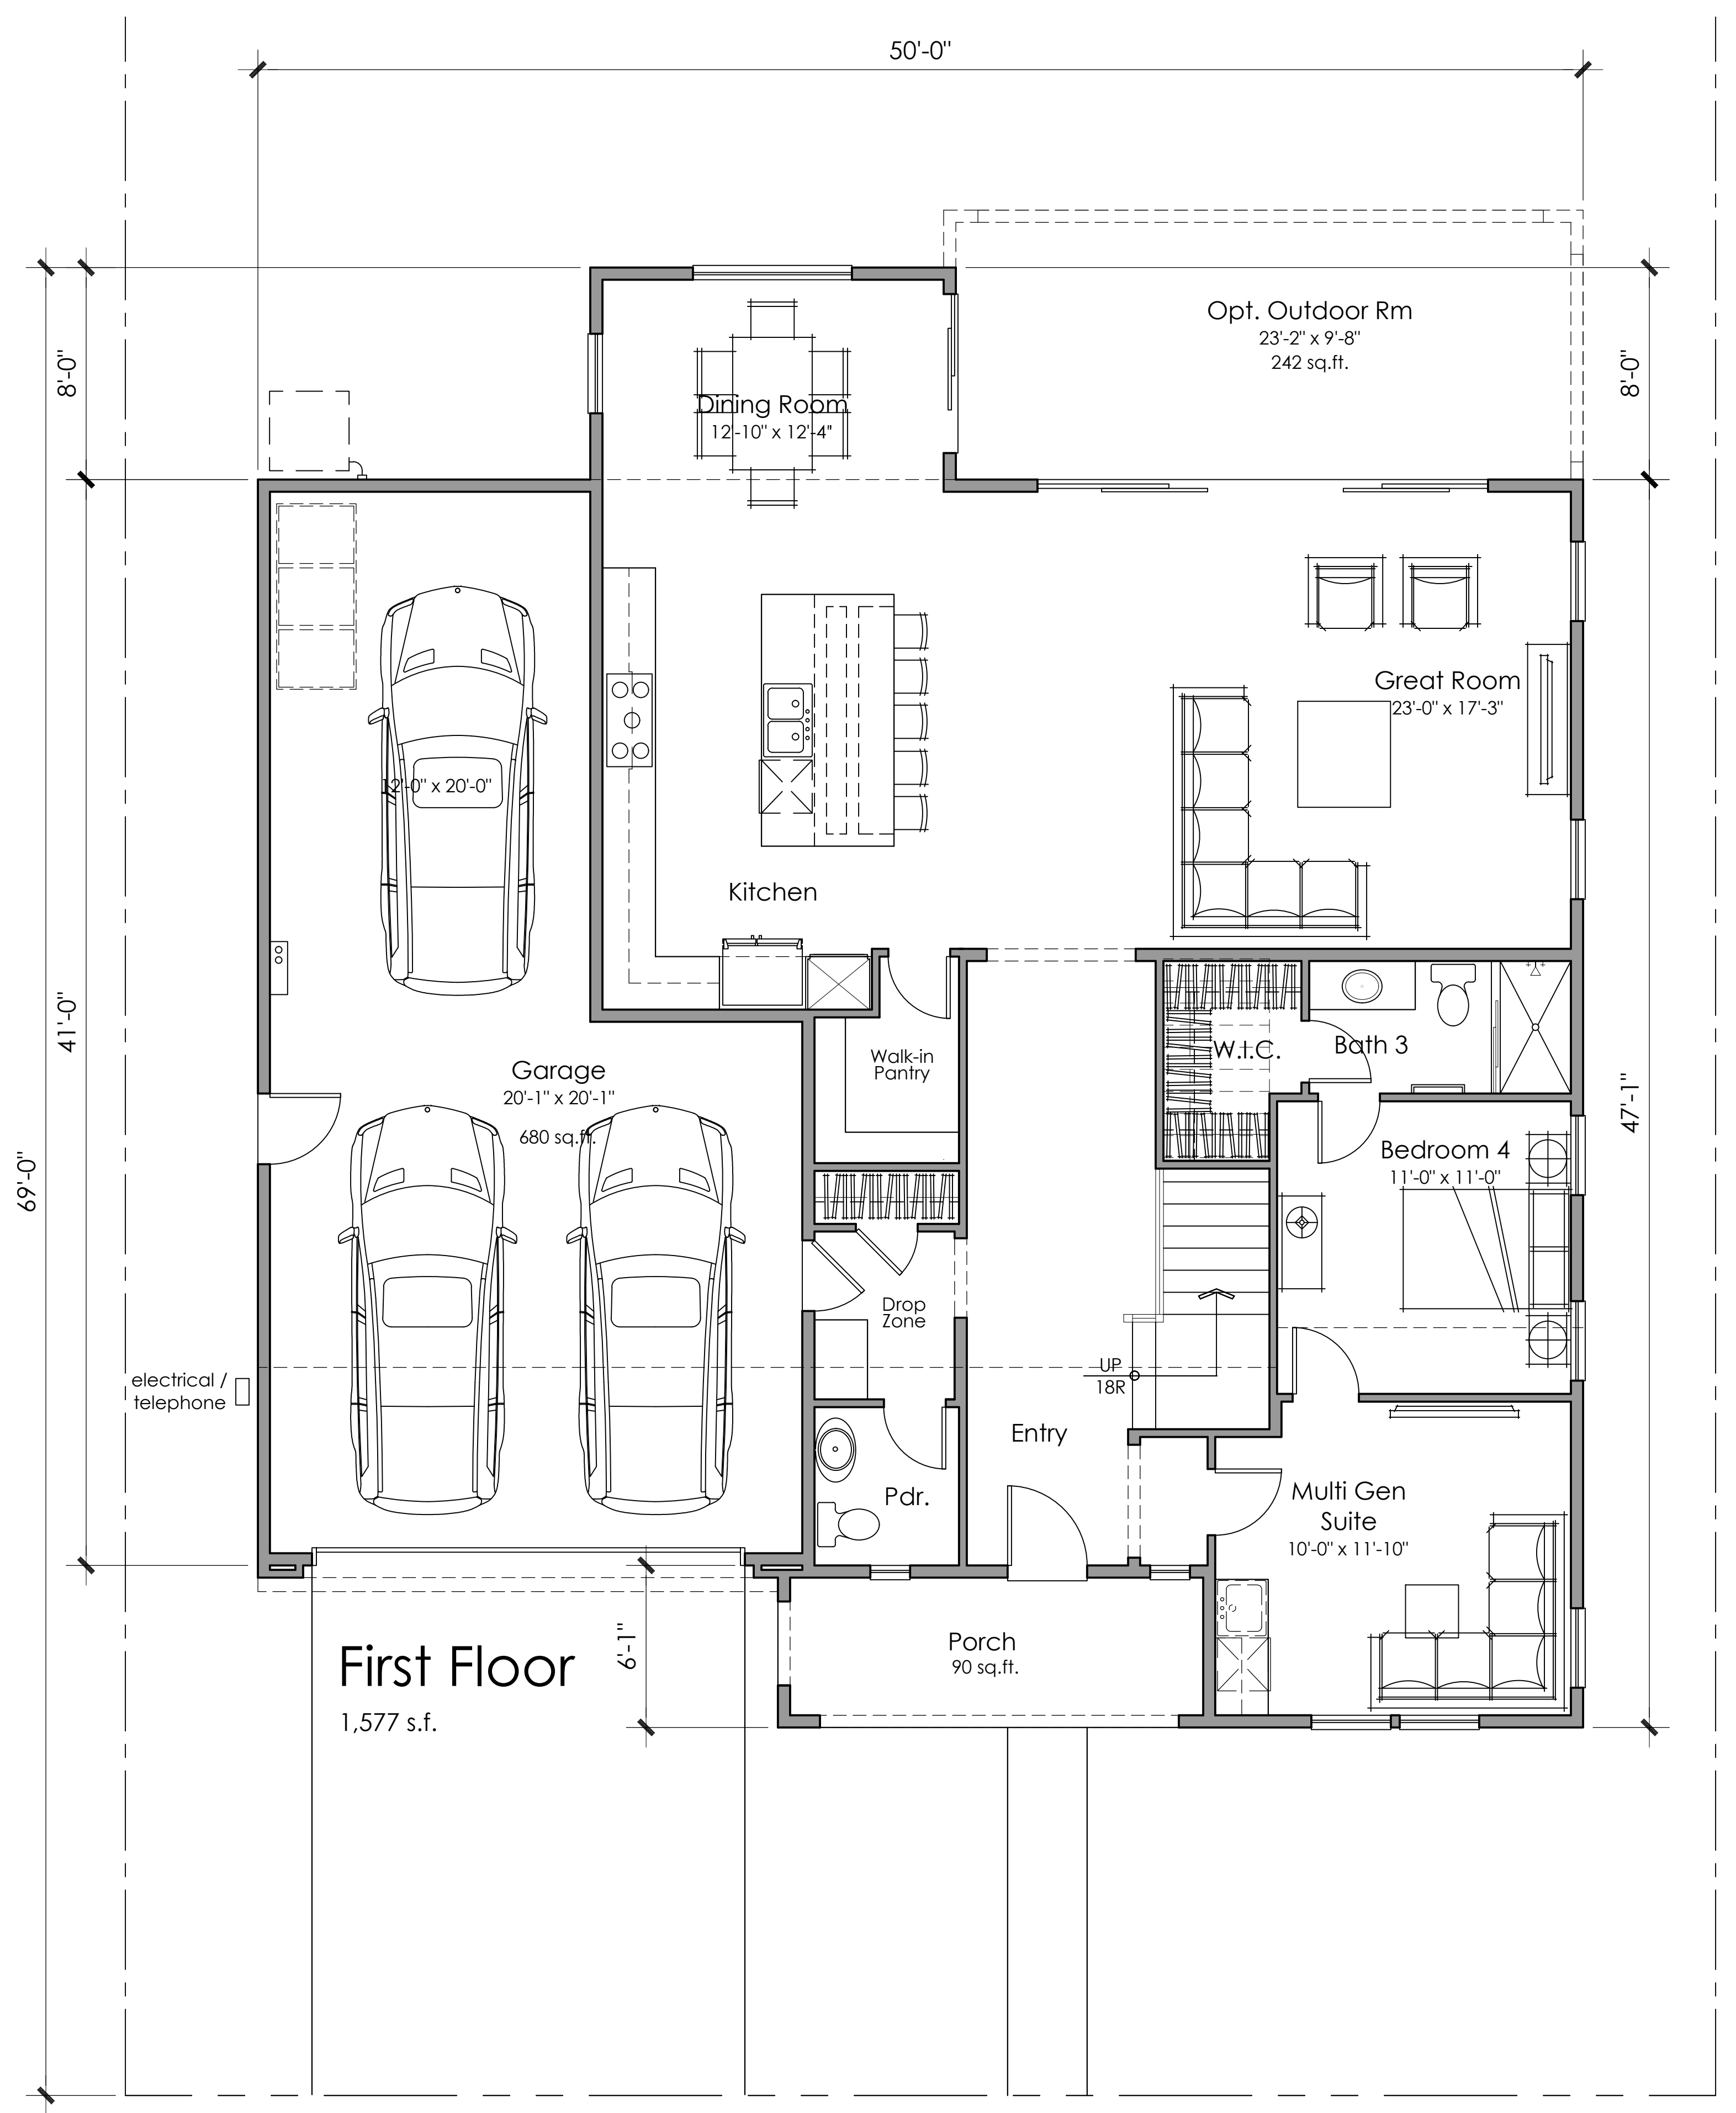 50'-0"
Opt. Outdoor Rm
23'-2" x 9'-8"
242 sq.ft.
8'-0"
8'-0"
Dining Room
12'-10" x 12'-4"
Great Room
23'-0" x 17'-3"
12'-0" x 20'-0"
Kitchen
41'-0"
Garage
20'-1" x 20'-1"
680 sq.ft.
Walk-in
Pantry
W.I.C.
Bath 3
47'-1"
69'-0"
Bedroom 4
11'-0" x 11'-0"
Drop
Zone
UP
18R
electrical /
telephone
Entry
Pdr.
Multi Gen
Suite
10'-0" x 11'-10"
6'-1"
Porch
90 sq.ft.
First Floor
1,577 s.f.